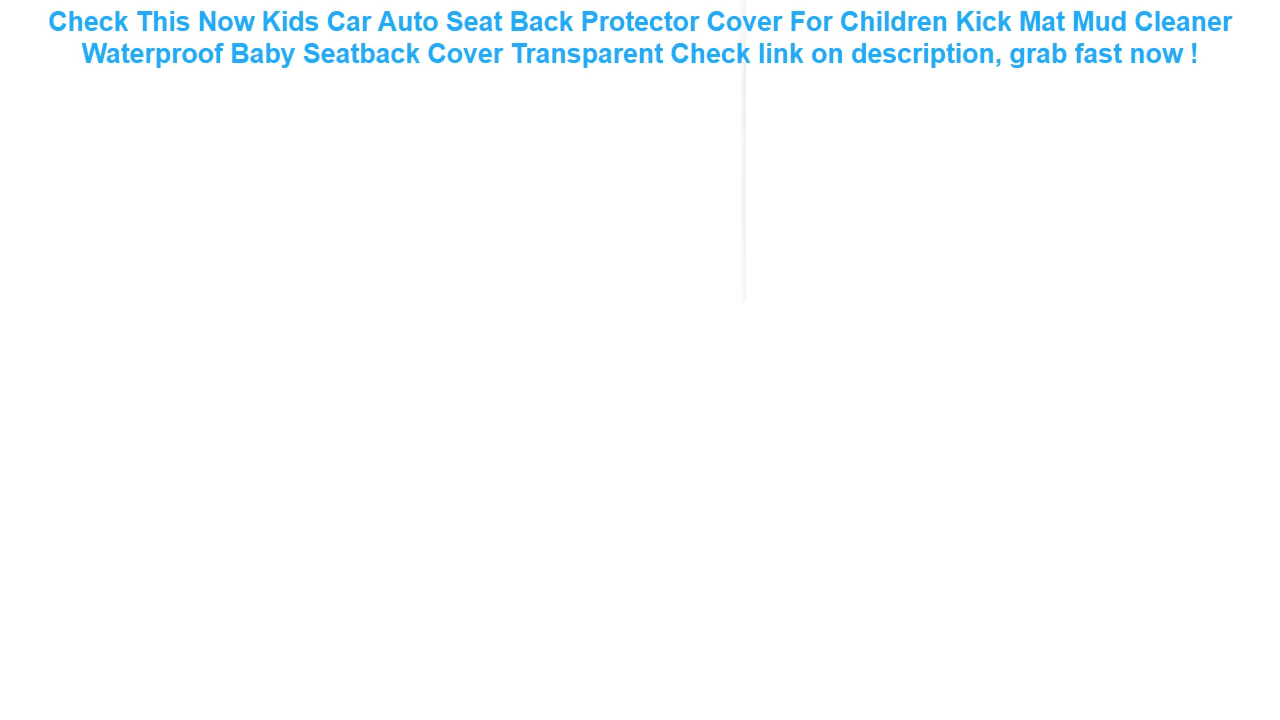 Check This Now Kids Car Auto Seat Back Protector Cover For Children Kick Mat Mud Cleaner
Waterproof Baby Seatback Cover Transparent Check link on description, grab fast now !